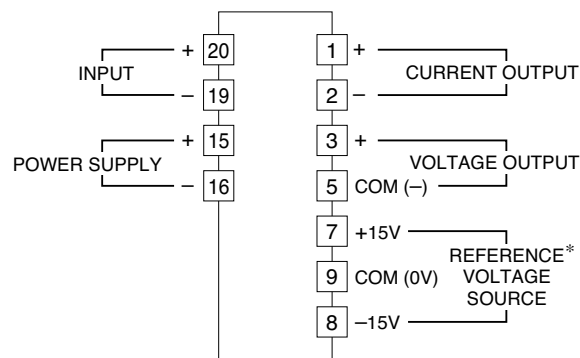 + 20
INPUT
– 19
+ 15
POWER SUPPLY
– 16
1 +
CURRENT OUTPUT
2 –
3 +
VOLTAGE OUTPUT
5 COM (–)
7 +15V
REFERENCE*
VOLTAGE
SOURCE
9 COM (0V)
8 –15V